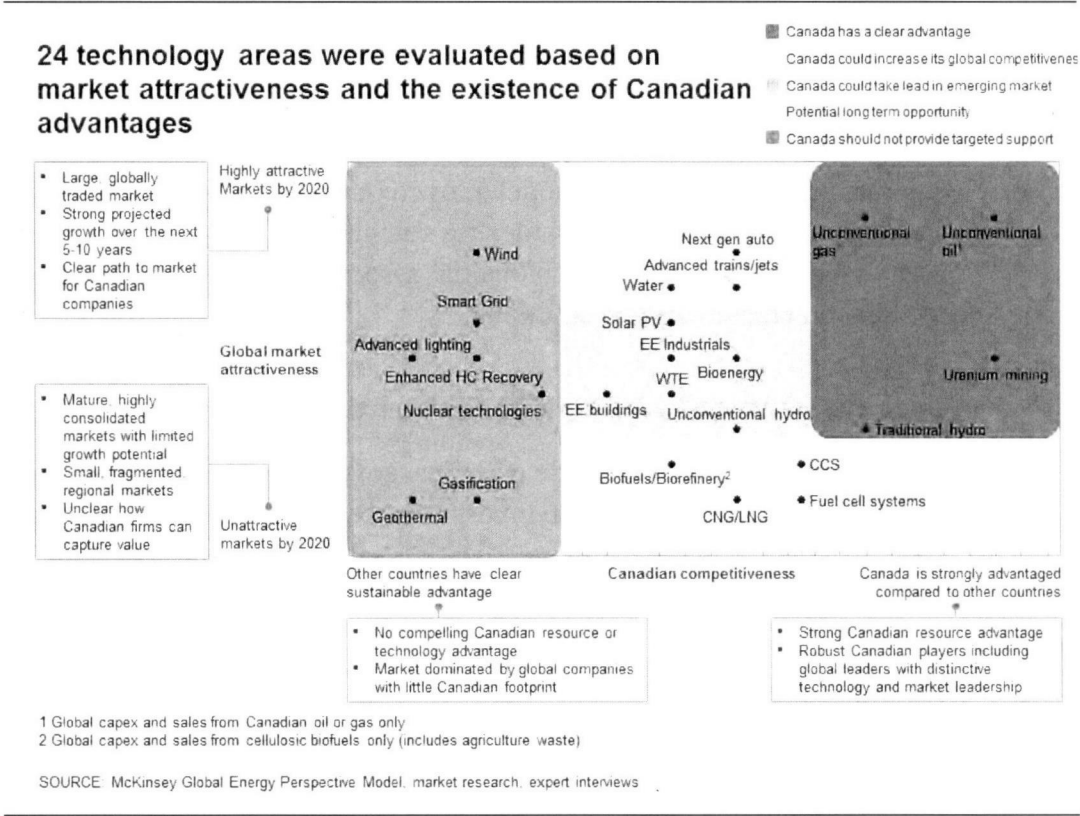 24 technology areas were evaluated based on
market attractiveness and the existence of Canadian
advantages
Canada has a clear advantage
Canada could increase its global competitivenes
Canada could take lead in emerging market
Potential long term opportunity
Canada should not provide targeted support
▪ Large, globally
traded market
▪ Strong projected
growth over the next
5-10 years
▪ Clear path to market
for Canadian
companies
Highly attractive
Markets by 2020
Global market
attractiveness
▪ Mature, highly
consolidated
markets with limited
growth potential
▪ Small, fragmented,
regional markets
▪ Unclear how
Canadian firms can
capture value
Unattractive
markets by 2020
Wind
Smart Grid
Advanced lighting
Enhanced HC Recovery
Nuclear technologies
Gasification
Geothermal
Next gen auto
Advanced trains/jets
Water
Solar PV
EE Industrials
WTE
Bioenergy
EE buildings
Unconventional hydro
Biofuels/Biorefinery2
CCS
CNG/LNG
Fuel cell systems
Unconventional
gas
Unconventional
oil1
Uranium mining
Traditional hydro
Other countries have clear
sustainable advantage
Canadian competitiveness
Canada is strongly advantaged
compared to other countries
▪ No compelling Canadian resource or
technology advantage
▪ Market dominated by global companies
with little Canadian footprint
▪ Strong Canadian resource advantage
▪ Robust Canadian players including
global leaders with distinctive
technology and market leadership
1 Global capex and sales from Canadian oil or gas only
2 Global capex and sales from cellulosic biofuels only (includes agriculture waste)
SOURCE: McKinsey Global Energy Perspective Model, market research, expert interviews